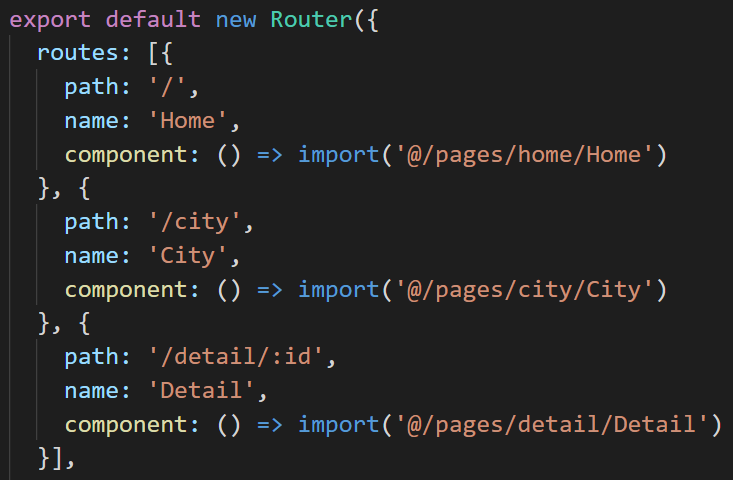 export default new Router({
  routes: [{
    path: '/',
    name: 'Home',
    component: () => import('@/pages/home/Home')
  }, {
    path: '/city',
    name: 'City',
    component: () => import('@/pages/city/City')
  }, {
    path: '/detail/:id',
    name: 'Detail',
    component: () => import('@/pages/detail/Detail')
  }],